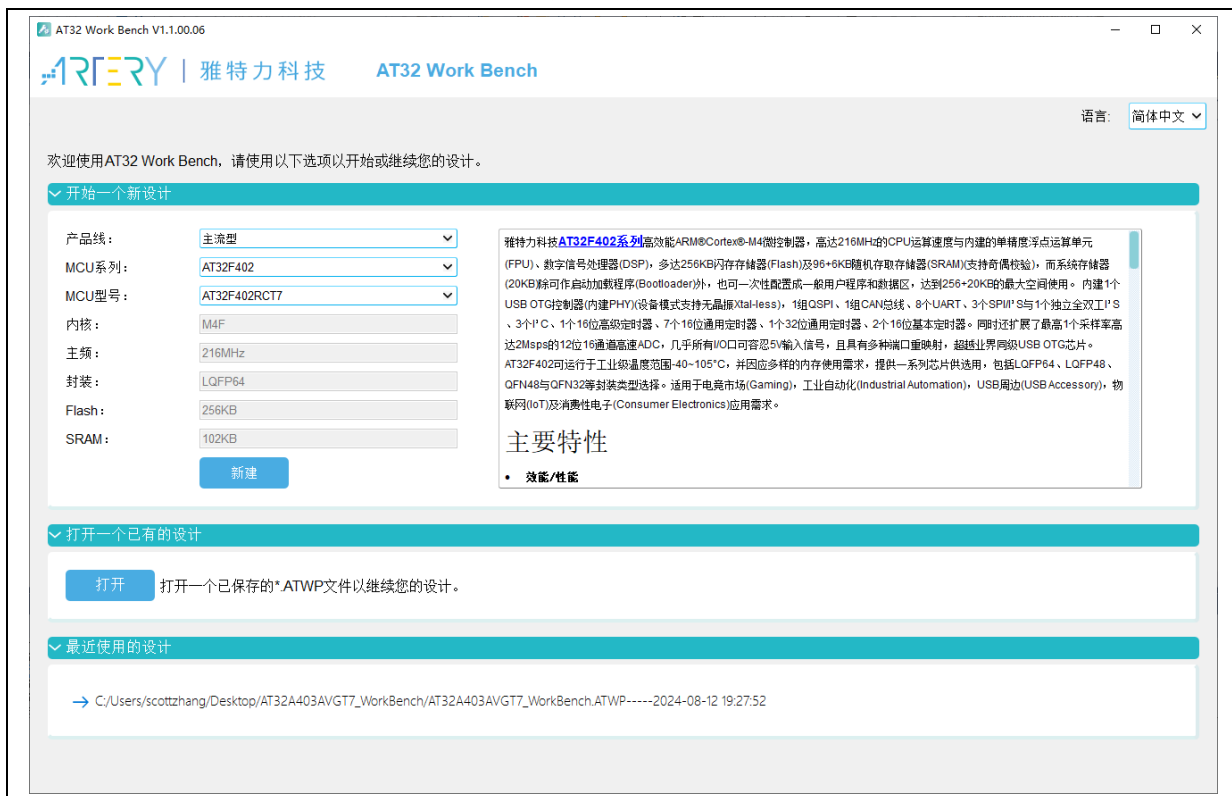 AT32 Work Bench V1.1.00.06
ARTERY | 雅特力科技 AT32 Work Bench
语言: 简体中文
欢迎使用AT32 Work Bench，请使用以下选项以开始或继续您的设计。
开始一个新设计
产品线： 主流型
MCU系列： AT32F402
MCU型号： AT32F402RCT7
内核： M4F
主频： 216MHz
封装： LQFP64
Flash： 256KB
SRAM： 102KB
新建
雅特力科技AT32F402系列高效能ARM®Cortex®-M4微控制器，高达216MHz的CPU运算速度与内建的单精度浮点运算单元
(FPU)、数字信号处理器(DSP)，多达256KB闪存存储器(Flash)及96+6KB随机存取存储器(SRAM)(支持奇偶校验)，而系统存储器
(20KB)除可作启动加载程序(Bootloader)外，也可一次性配置成一般用户程序和数据区，达到256+20KB的最大空间使用。 内建1个
USB OTG控制器(内建PHY)(设备模式支持无晶振Xtal-less)，1组QSPI、1组CAN总线、8个UART、3个SPI/I²S与1个独立全双工I²S
、3个I²C、1个16位高级定时器、7个16位通用定时器、1个32位通用定时器、2个16位基本定时器。同时还扩展了最高1个采样率高
达2Msps的12位16通道高速ADC，几乎所有I/O口可容忍5V输入信号，且具有多种端口重映射，超越业界同级USB OTG芯片。
AT32F402可运行于工业级温度范围-40~105°C，并因应多样的内存使用需求，提供一系列芯片供选用，包括LQFP64、LQFP48、
QFN48与QFN32等封装类型选择。适用于电竞市场(Gaming)，工业自动化(Industrial Automation)，USB周边(USB Accessory)，物
联网(IoT)及消费性电子(Consumer Electronics)应用需求。
主要特性
• 效能/性能
打开一个已有的设计
打开 打开一个已保存的*.ATWP文件以继续您的设计。
最近使用的设计
→ C:/Users/scottzhang/Desktop/AT32A403AVGT7_WorkBench/AT32A403AVGT7_WorkBench.ATWP-----2024-08-12 19:27:52